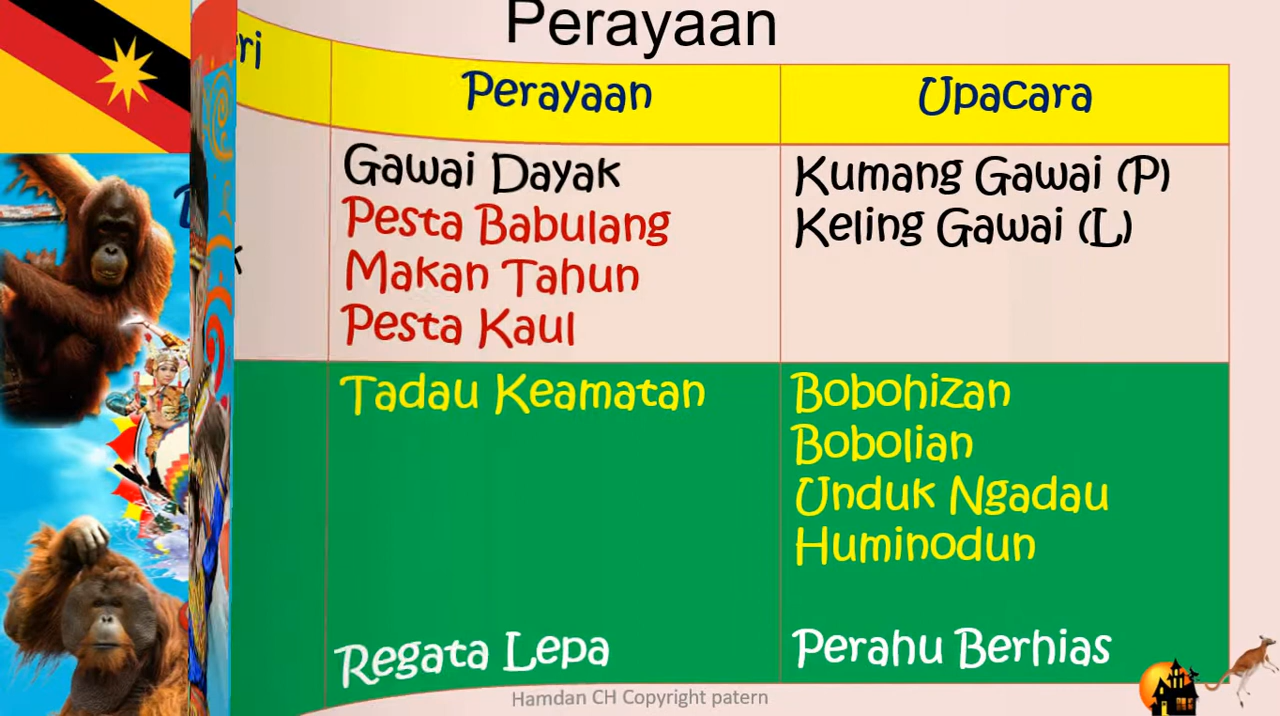 Perayaan
Perayaan
Upacara
Gawai Dayak
Pesta Babulang
Makan Tahun
Pesta Kaul
Kumang Gawai (P)
Keling Gawai (L)
Tadau Keamatan
Bobohizan
Bobolian
Unduk Ngadau
Huminodun
Regata Lepa
Perahu Berhias
Hamdan CH Copyright patern